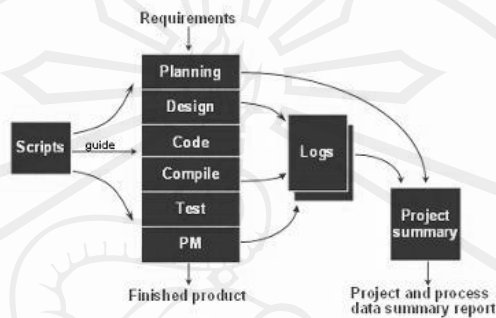 Requirements
Planning
Design
Code
Compile
Test
PM
Scripts
guide
Logs
Project
summary
Finished product
Project and process
data summary report